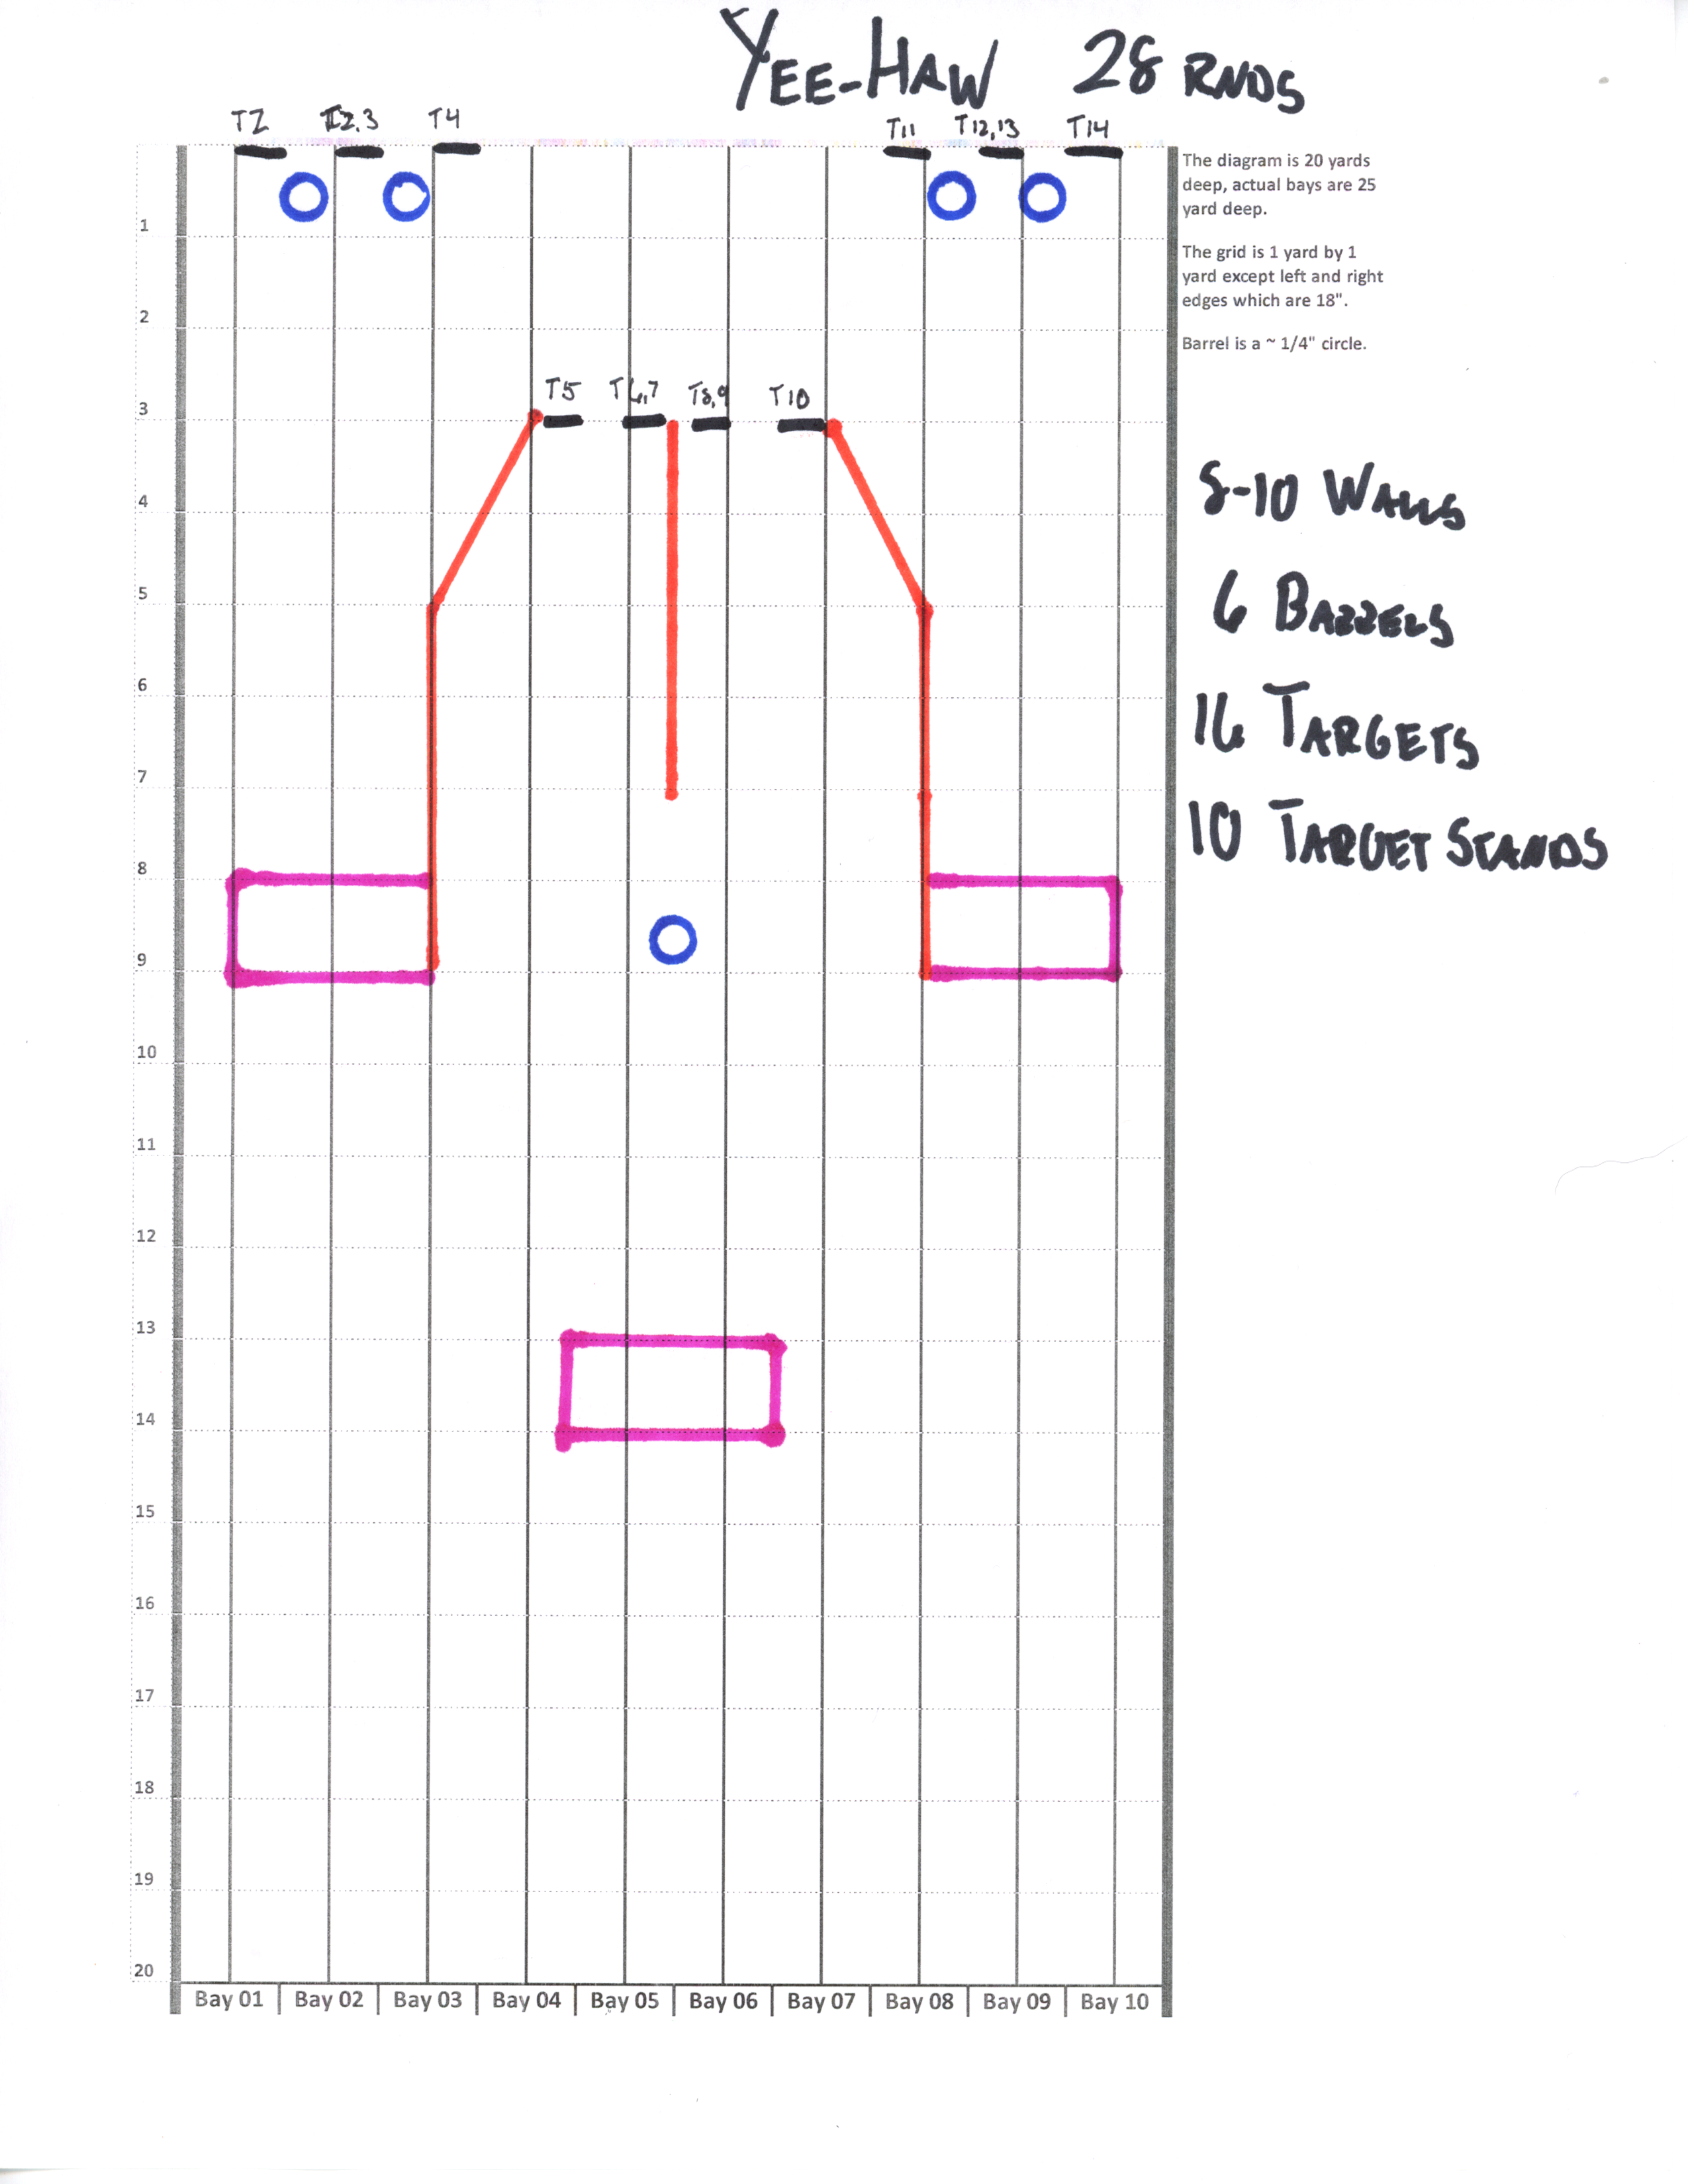 YEE-HAW 28 RNDS
TZ T2,3 T4 T11 T12,13 T14
The diagram is 20 yards
deep, actual bays are 25
yard deep.
The grid is 1 yard by 1
yard except left and right
edges which are 18".
Barrel is a ~ 1/4" circle.
1
2
3
T5 T6,7 T8,9 T10
4
5
6
7
8
9
10
11
12
13
14
15
16
17
18
19
20
8-10 WALLS
6 BARRELS
16 TARGETS
10 TARGET STANDS
Bay 01 Bay 02 Bay 03 Bay 04 Bay 05 Bay 06 Bay 07 Bay 08 Bay 09 Bay 10